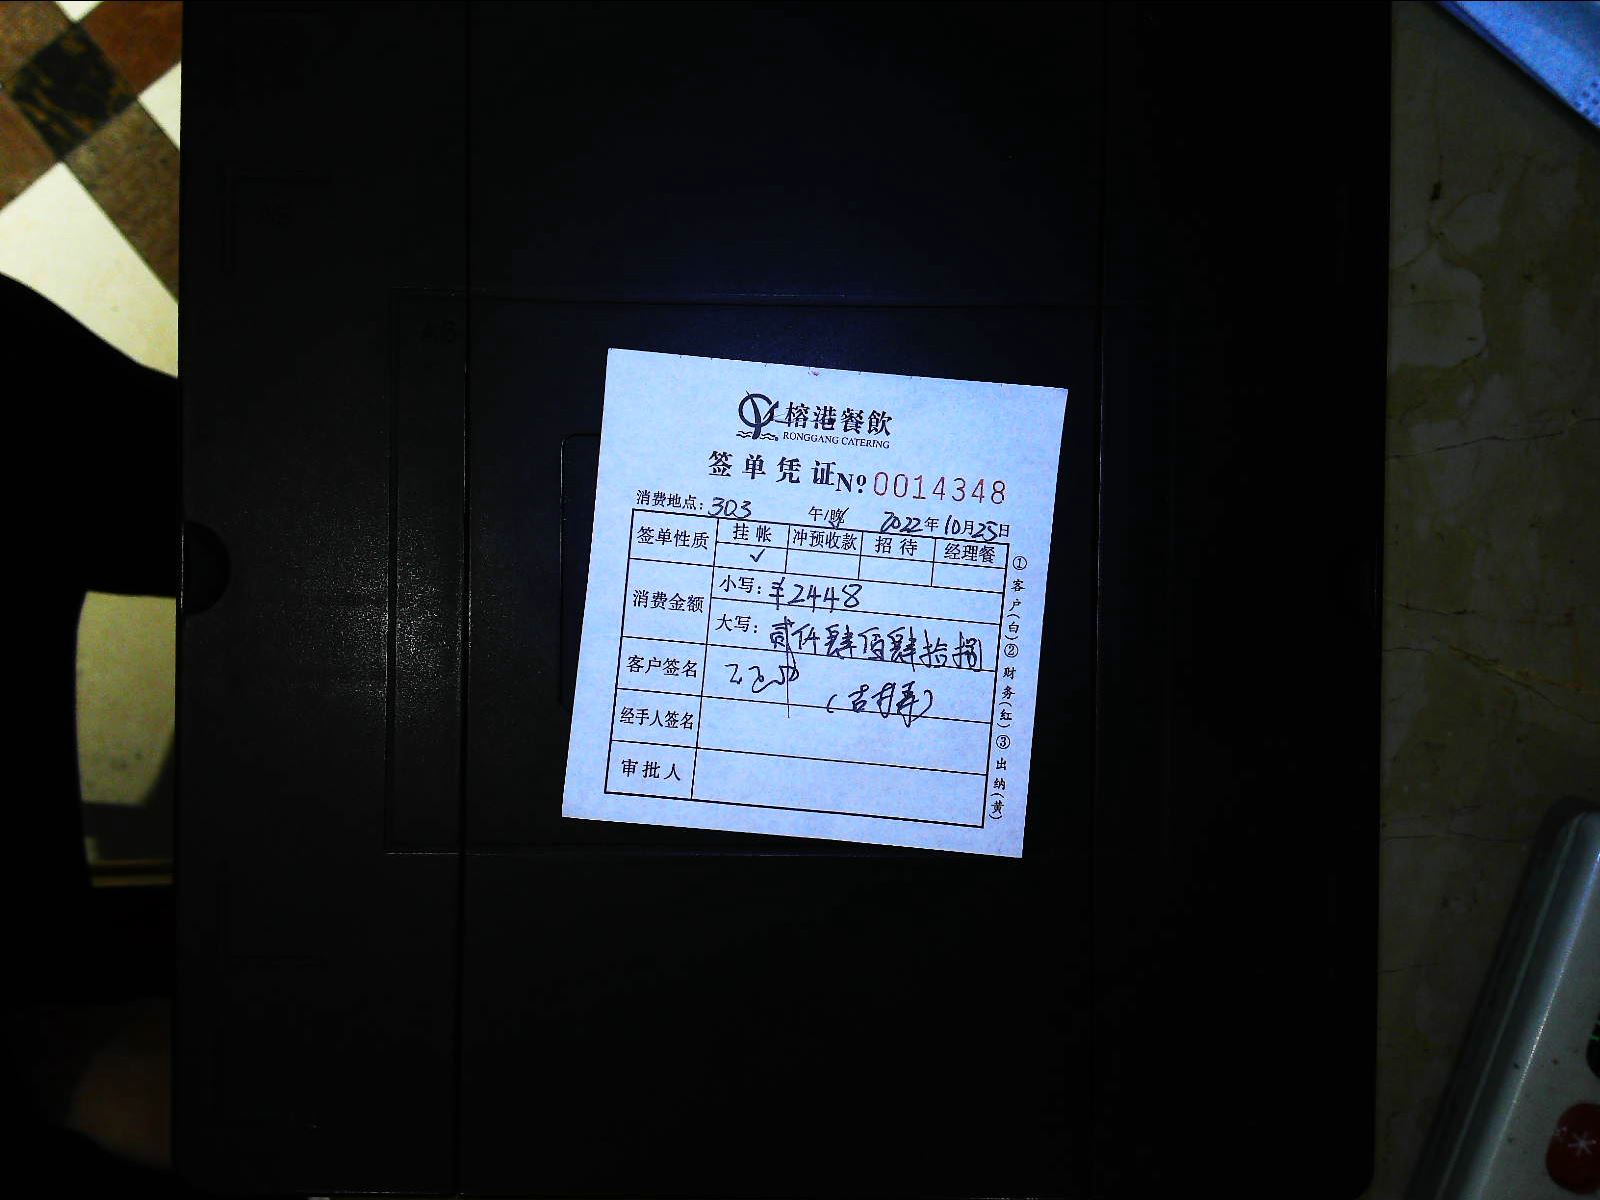 榕港餐飲
RONGGANG CATERING
签单凭证 Nº 0014348
消费地点：303 午/晚 2022年10月25日
签单性质 挂帐 冲预收款 招待 经理餐
✓
消费金额 小写：¥2448
大写：贰仟肆佰肆拾捌
客户签名
经手人签名
审批人
①客户(白)②财务(红)③出纳(黄)
A5